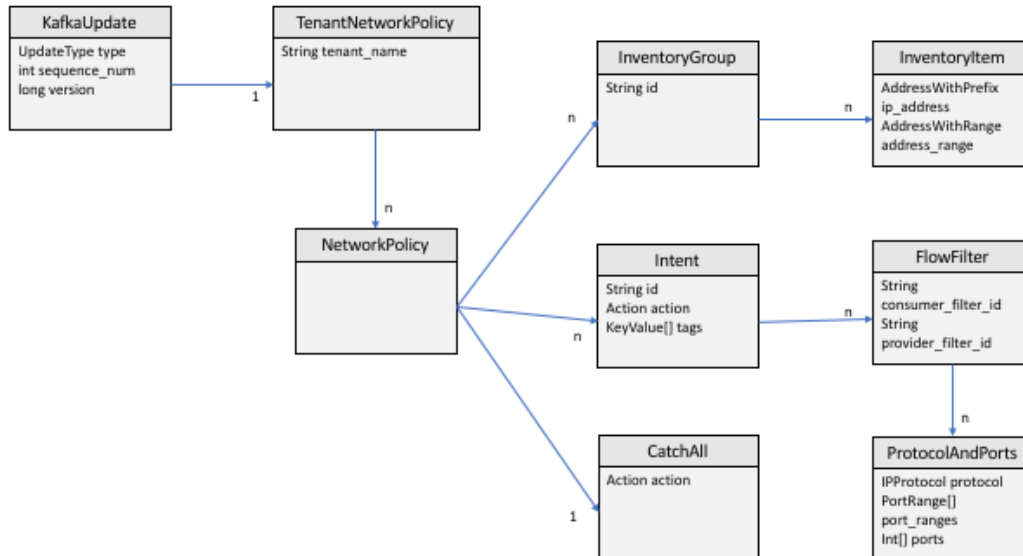 KafkaUpdate
UpdateType type
int sequence_num
long version
1
TenantNetworkPolicy
String tenant_name
n
NetworkPolicy
n
n
1
InventoryGroup
String id
n
InventoryItem
AddressWithPrefix
ip_address
AddressWithRange
address_range
Intent
String id
Action action
KeyValue[] tags
n
FlowFilter
String
consumer_filter_id
String
provider_filter_id
n
CatchAll
Action action
ProtocolAndPorts
IPProtocol protocol
PortRange[]
port_ranges
Int[] ports